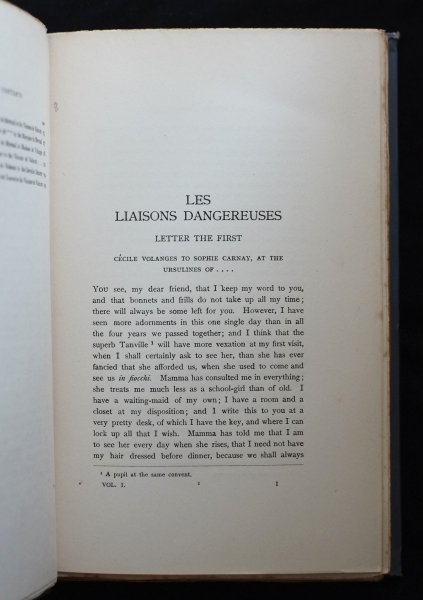 CONTENTS
8
LES
LIAISONS DANGEREUSES
LETTER THE FIRST
CÉCILE VOLANGES TO SOPHIE CARNAY, AT THE
URSULINES OF . . . .
YOU see, my dear friend, that I keep my word to you,
and that bonnets and frills do not take up all my time;
there will always be some left for you. However, I have
seen more adornments in this one single day than in all
the four years we passed together; and I think that the
superb Tanville ¹ will have more vexation at my first visit,
when I shall certainly ask to see her, than she has ever
fancied that she afforded us, when she used to come and
see us in fiocchi. Mamma has consulted me in everything;
she treats me much less as a school-girl than of old. I
have a waiting-maid of my own; I have a room and a
closet at my disposition; and I write this to you at a
very pretty desk, of which I have the key, and where I can
lock up all that I wish. Mamma has told me that I am
to see her every day when she rises, that I need not have
my hair dressed before dinner, because we shall always
¹ A pupil at the same convent.
VOL. I. 1 I